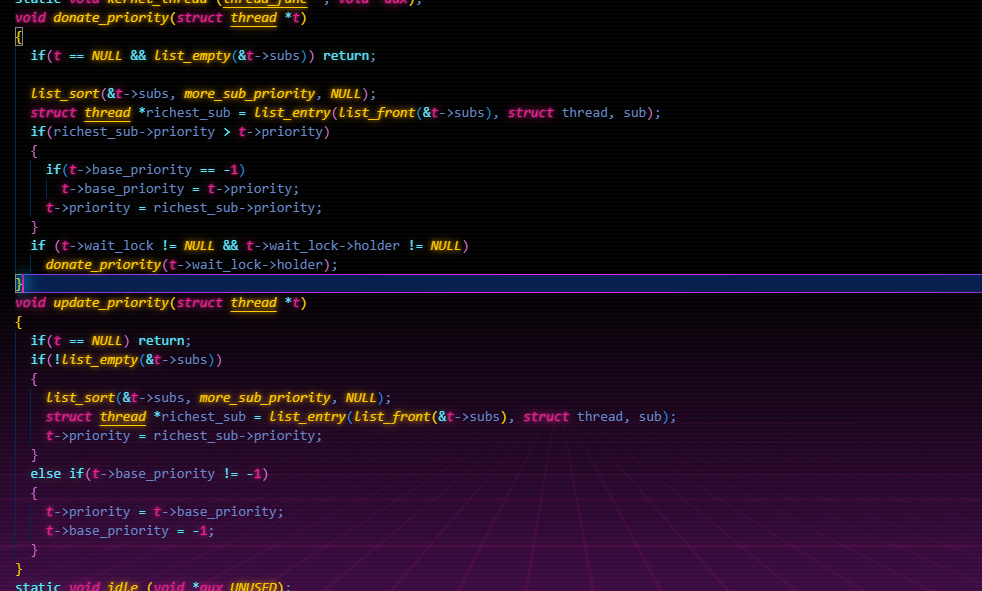 static void kernel_thread (thread_func *, void *aux);
void donate_priority(struct thread *t)
{
if(t == NULL && list_empty(&t->subs)) return;
list_sort(&t->subs, more_sub_priority, NULL);
struct thread *richest_sub = list_entry(list_front(&t->subs), struct thread, sub);
if(richest_sub->priority > t->priority)
{
if(t->base_priority == -1)
t->base_priority = t->priority;
t->priority = richest_sub->priority;
}
if (t->wait_lock != NULL && t->wait_lock->holder != NULL)
donate_priority(t->wait_lock->holder);
}
void update_priority(struct thread *t)
{
if(t == NULL) return;
if(!list_empty(&t->subs))
{
list_sort(&t->subs, more_sub_priority, NULL);
struct thread *richest_sub = list_entry(list_front(&t->subs), struct thread, sub);
t->priority = richest_sub->priority;
}
else if(t->base_priority != -1)
{
t->priority = t->base_priority;
t->base_priority = -1;
}
}
static void idle (void *aux UNUSED);